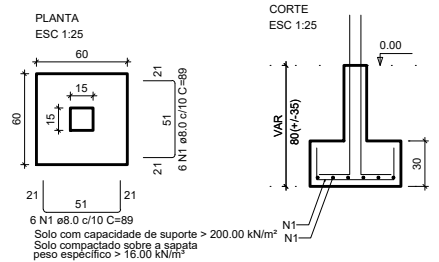 PLANTA
ESC 1:25
60
60
15
15
21
51
21
6 N1 ø8.0 c/10 C=89
21
51
21
6 N1 ø8.0 c/10 C=89
Solo com capacidade de suporte > 200.00 kN/m²
Solo compactado sobre a sapata
peso específico > 16.00 kN/m³
CORTE
ESC 1:25
0.00
VAR
80(+/-35)
30
N1
N1